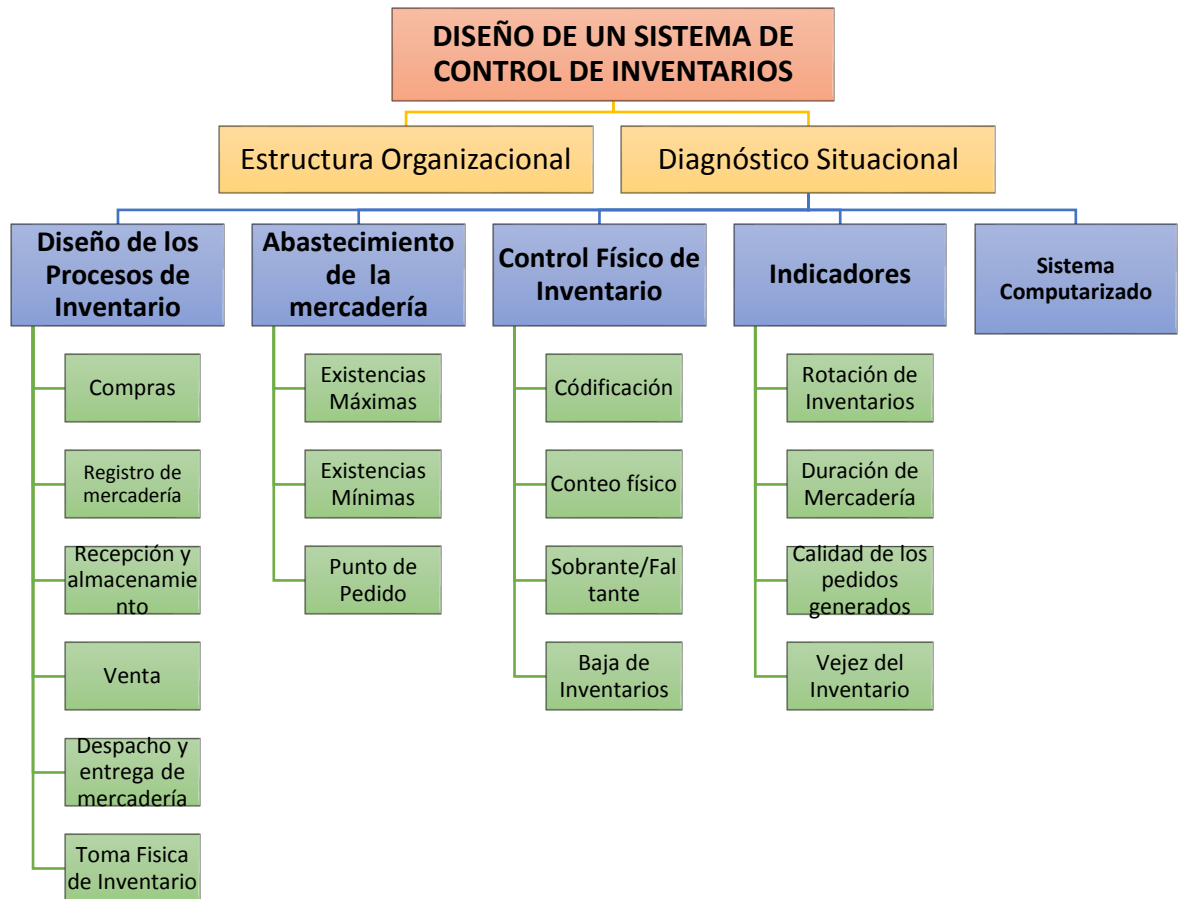 DISEÑO DE UN SISTEMA DE
CONTROL DE INVENTARIOS
Estructura Organizacional
Diagnóstico Situacional
Diseño de los
Procesos de
Inventario
Compras
Registro de
mercadería
Recepción y
almacenamie
nto
Venta
Despacho y
entrega de
mercadería
Toma Fisica
de Inventario
Abastecimiento
de la
mercadería
Existencias
Máximas
Existencias
Mínimas
Punto de
Pedido
Control Físico de
Inventario
Códificación
Conteo físico
Sobrante/Fal
tante
Baja de
Inventarios
Indicadores
Rotación de
Inventarios
Duración de
Mercadería
Calidad de los
pedidos
generados
Vejez del
Inventario
Sistema
Computarizado